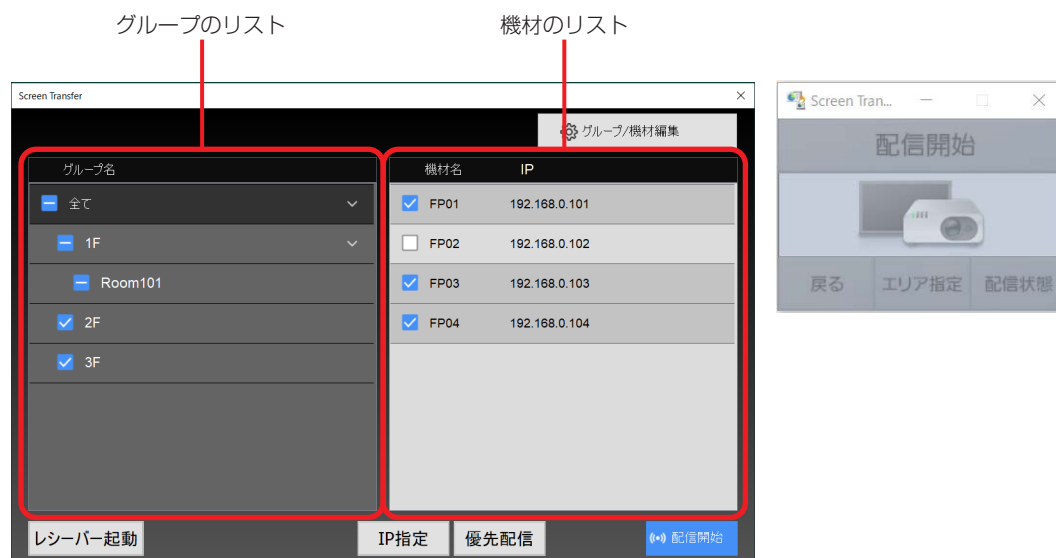 グループのリスト
機材のリスト
Screen Transfer
グループ/機材編集
グループ名
全て
1F
Room101
2F
3F
機材名 IP
FP01 192.168.0.101
FP02 192.168.0.102
FP03 192.168.0.103
FP04 192.168.0.104
レシーバー起動
IP指定
優先配信
配信開始
Screen Tran...
配信開始
戻る
エリア指定
配信状態